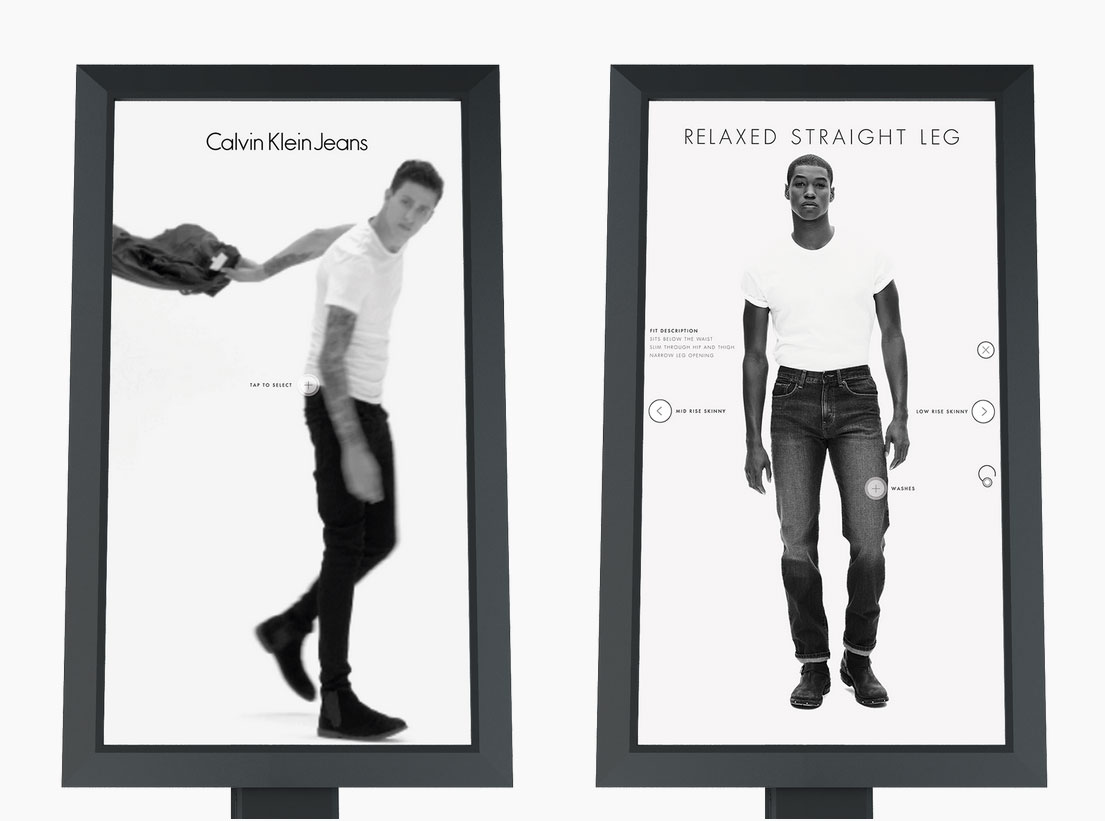 Calvin Klein Jeans
TAP TO SELECT
RELAXED STRAIGHT LEG
FIT DESCRIPTION
SITS BELOW THE WAIST
SLIM THROUGH HIP AND THIGH
NARROW LEG OPENING
MID RISE SKINNY
LOW RISE SKINNY
WASHES